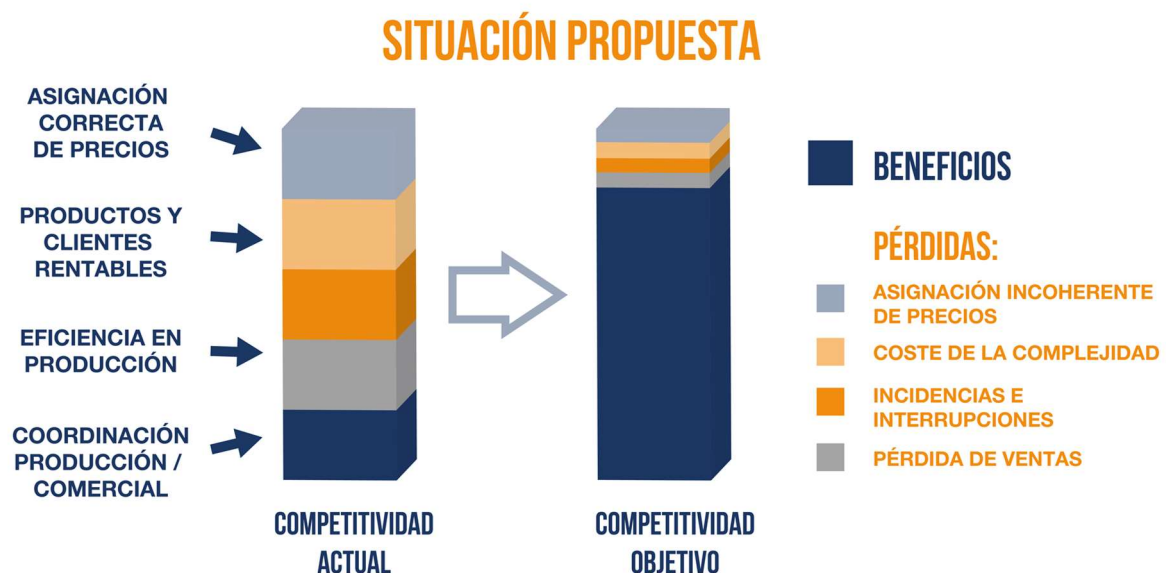 SITUACIÓN PROPUESTA
ASIGNACIÓN
CORRECTA
DE PRECIOS
PRODUCTOS Y
CLIENTES
RENTABLES
EFICIENCIA EN
PRODUCCIÓN
COORDINACIÓN
PRODUCCIÓN /
COMERCIAL
COMPETITIVIDAD
ACTUAL
COMPETITIVIDAD
OBJETIVO
BENEFICIOS
PÉRDIDAS:
ASIGNACIÓN INCOHERENTE
DE PRECIOS
COSTE DE LA COMPLEJIDAD
INCIDENCIAS E
INTERRUPCIONES
PÉRDIDA DE VENTAS